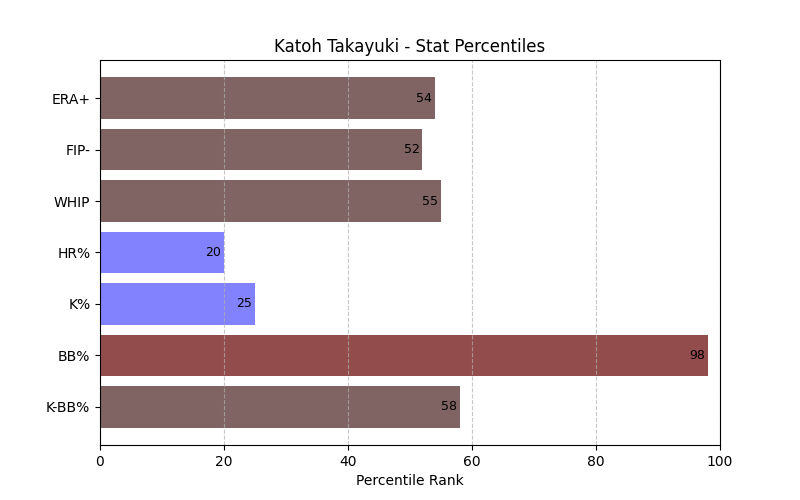 Katoh Takayuki - Stat Percentiles
ERA+ 54
FIP- 52
WHIP 55
HR% 20
K% 25
BB% 98
K-BB% 58
0 20 40 60 80 100
Percentile Rank